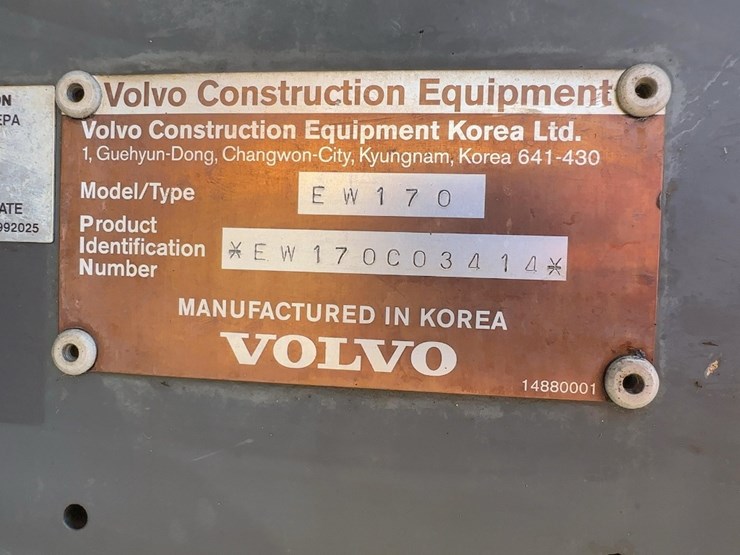 ON
EPA
ATE
992025
Volvo Construction Equipment
Volvo Construction Equipment Korea Ltd.
1, Guehyun-Dong, Changwon-City, Kyungnam, Korea 641-430
Model/Type EW170
Product
Identification
Number
*EW170C03414*
MANUFACTURED IN KOREA
VOLVO
14880001